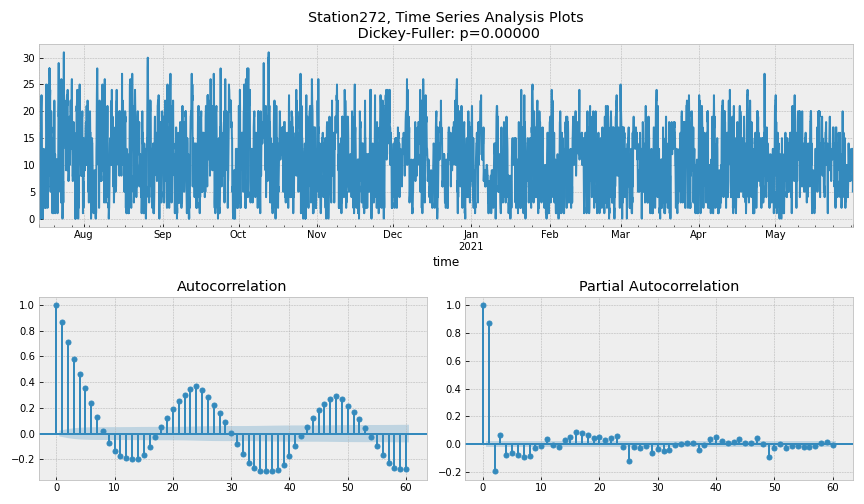 Station272, Time Series Analysis Plots
Dickey-Fuller: p=0.00000
30
25
20
15
10
5
0
Aug Sep Oct Nov Dec Jan Feb Mar Apr May
2021
time
Autocorrelation
1.0
0.8
0.6
0.4
0.2
0.0
−0.2
0 10 20 30 40 50 60
Partial Autocorrelation
1.0
0.8
0.6
0.4
0.2
0.0
−0.2
0 10 20 30 40 50 60